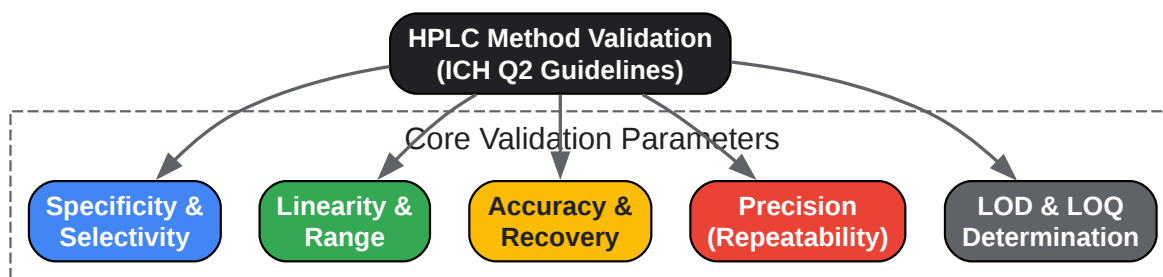 HPLC Method Validation
(ICH Q2 Guidelines)
Core Validation Parameters
Specificity &
Selectivity
Linearity &
Range
Accuracy &
Recovery
Precision
(Repeatability)
LOD & LOQ
Determination